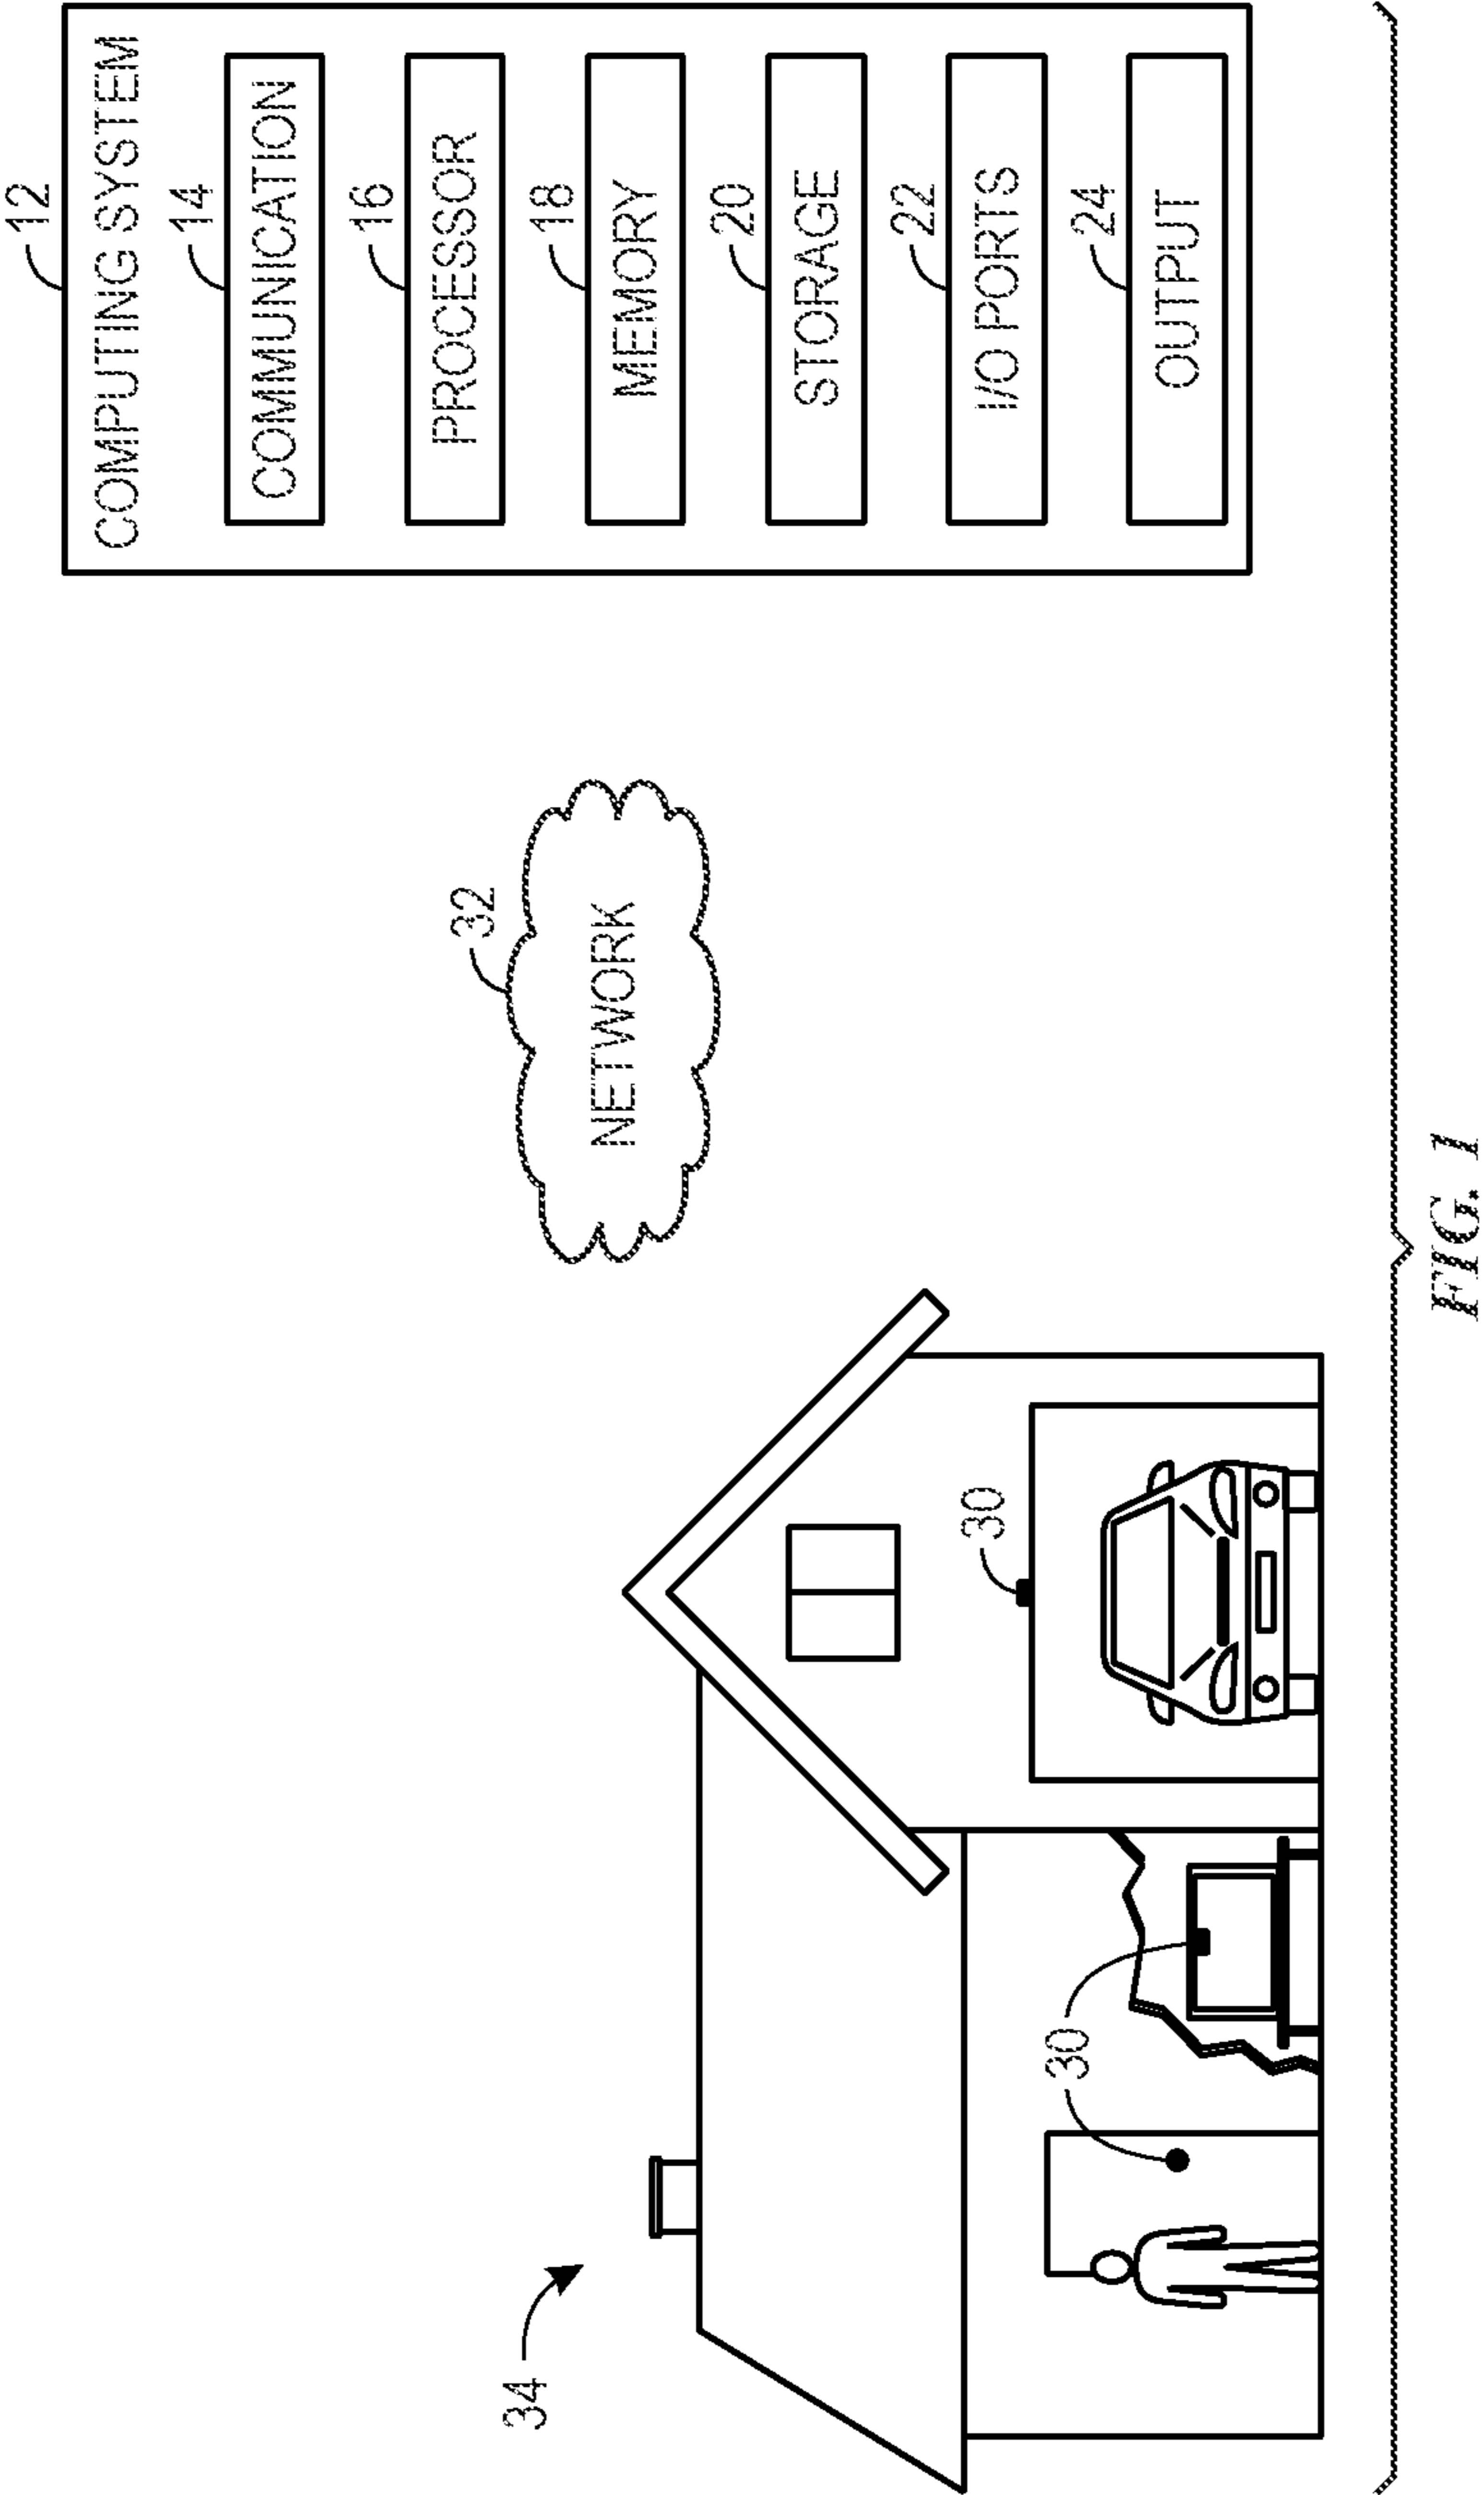 12
COMPUTING SYSTEM
14
COMMUNICATION
16
PROCESSOR
18
MEMORY
20
STORAGE
22
I/O PORTs
24
OUTPUT
32
NETWORK
34
30
30
FIG. 1